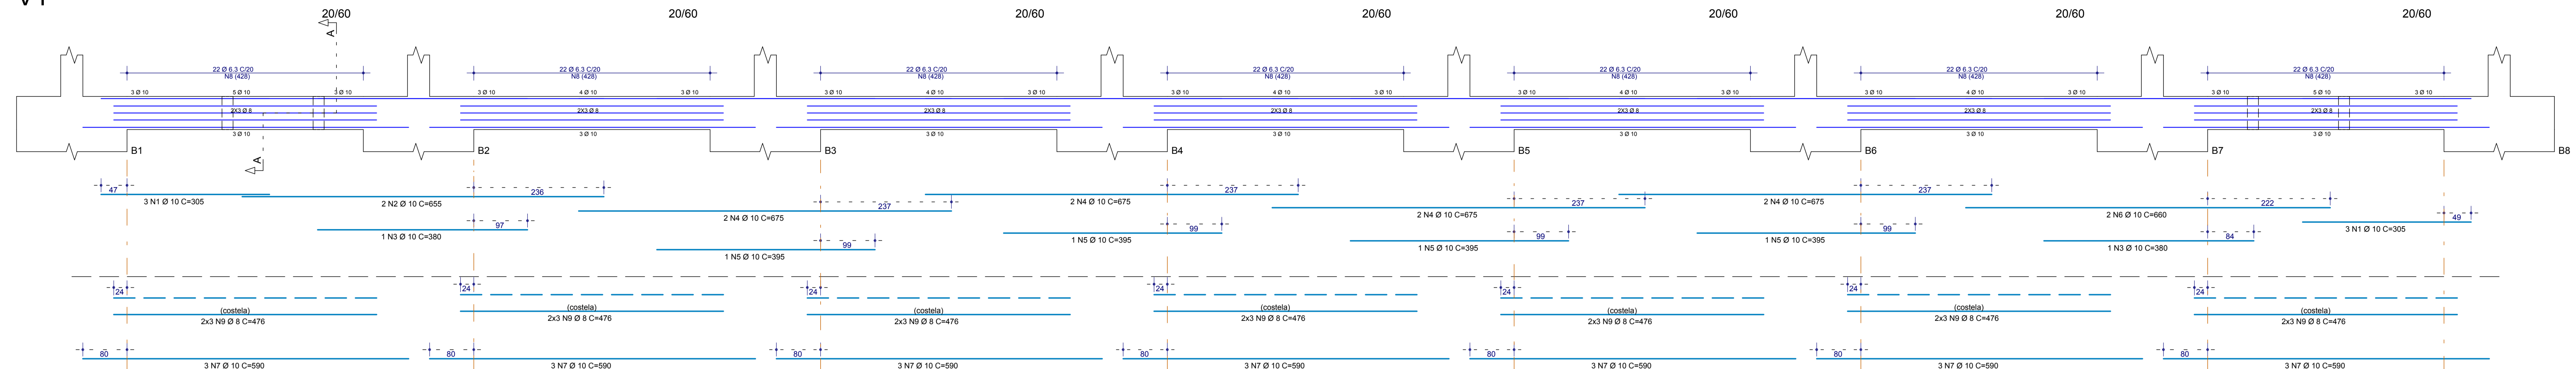 V1
20/60 20/60 20/60 20/60 20/60 20/60 20/60
A
22 Ø 6.3 C/20 22 Ø 6.3 C/20 22 Ø 6.3 C/20 22 Ø 6.3 C/20 22 Ø 6.3 C/20 22 Ø 6.3 C/20 22 Ø 6.3 C/20
N8 (428) N8 (428) N8 (428) N8 (428) N8 (428) N8 (428) N8 (428)
3 Ø 10 5 Ø 10 3 Ø 10 3 Ø 10 4 Ø 10 3 Ø 10 3 Ø 10 4 Ø 10 3 Ø 10 3 Ø 10 4 Ø 10 3 Ø 10 3 Ø 10 4 Ø 10 3 Ø 10 3 Ø 10 4 Ø 10 3 Ø 10 3 Ø 10 5 Ø 10 3 Ø 10
2X3 Ø 8 2X3 Ø 8 2X3 Ø 8 2X3 Ø 8 2X3 Ø 8 2X3 Ø 8 2X3 Ø 8
3 Ø 10 3 Ø 10 3 Ø 10 3 Ø 10 3 Ø 10 3 Ø 10 3 Ø 10
B1 B2 B3 B4 B5 B6 B7 B8
A
47 236 237 237
3 N1 Ø 10 C=305 2 N2 Ø 10 C=655 2 N4 Ø 10 C=675 2 N4 Ø 10 C=675
237 237 222 49
2 N4 Ø 10 C=675 2 N4 Ø 10 C=675 2 N6 Ø 10 C=660
3 N1 Ø 10 C=305
97 99 99 84
1 N3 Ø 10 C=380 1 N5 Ø 10 C=395 1 N5 Ø 10 C=395 1 N3 Ø 10 C=380
99 99
1 N5 Ø 10 C=395 1 N5 Ø 10 C=395
24 24 24 24 24 24 24
(costela) (costela) (costela) (costela) (costela) (costela) (costela)
2x3 N9 Ø 8 C=476 2x3 N9 Ø 8 C=476 2x3 N9 Ø 8 C=476 2x3 N9 Ø 8 C=476 2x3 N9 Ø 8 C=476 2x3 N9 Ø 8 C=476 2x3 N9 Ø 8 C=476
80 80 80 80 80 80 80
3 N7 Ø 10 C=590 3 N7 Ø 10 C=590 3 N7 Ø 10 C=590 3 N7 Ø 10 C=590 3 N7 Ø 10 C=590 3 N7 Ø 10 C=590 3 N7 Ø 10 C=590